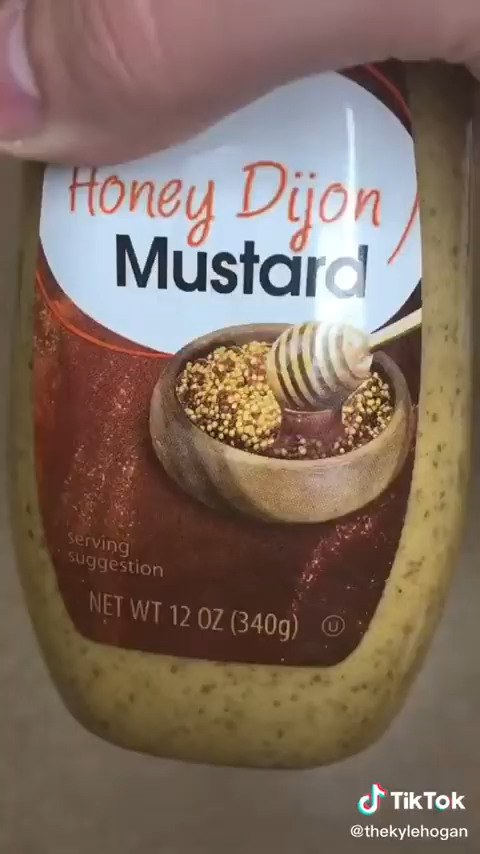 Honey Dijon
Mustard
serving
suggestion
NET WT 12 OZ (340g)
U
TikTok
@thekylehogan